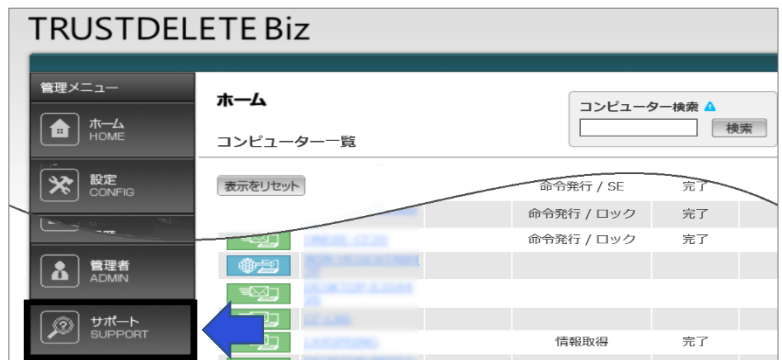 TRUSTDELETE Biz
管理メニュー
ホーム
HOME
設定
CONFIG
管理者
ADMIN
サポート
SUPPORT
ホーム
コンピューター検索
検索
コンピューター一覧
表示をリセット
命令発行 / SE 完了
命令発行 / ロック 完了
命令発行 / ロック 完了
情報取得 完了